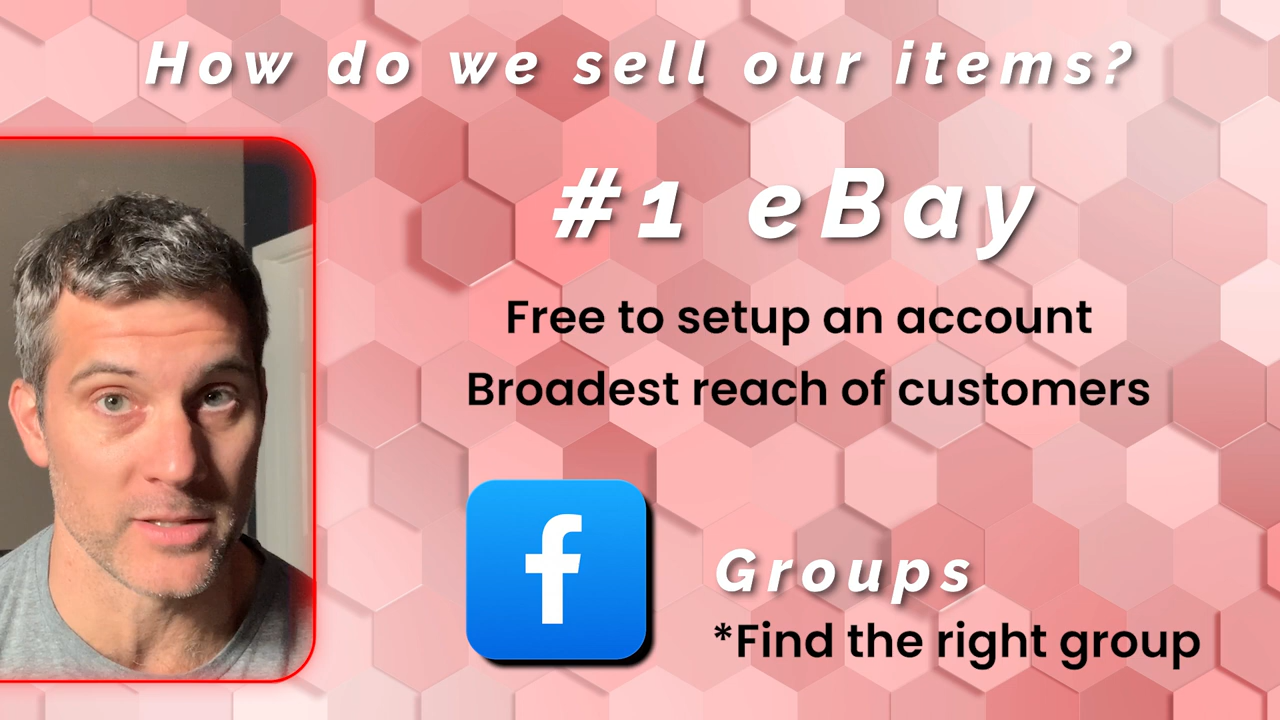 How do we sell our items?
#1 eBay
Free to setup an account
Broadest reach of customers
f
Groups
*Find the right group